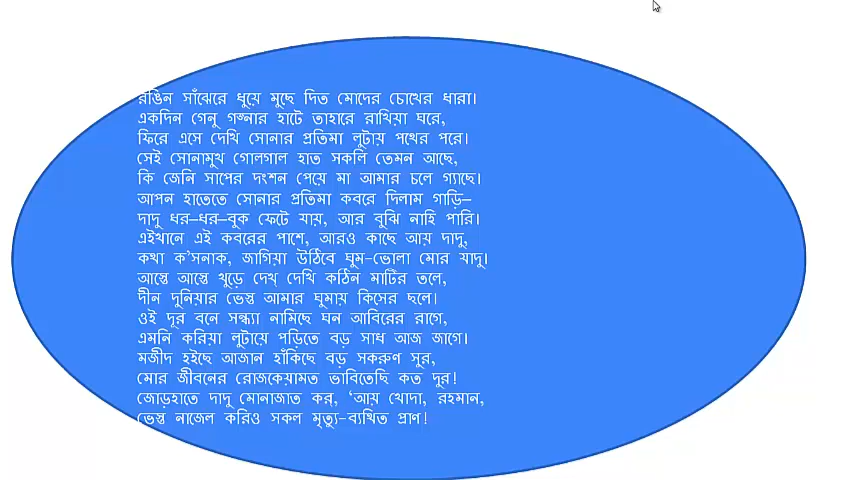 রঙিন সাঁঝেরে ধুয়ে মুছে দিত মোদের চোখের ধারা।
একদিন গেনু গজ্নার হাটে তাহারে রাখিয়া ঘরে,
ফিরে এসে দেখি সোনার প্রতিমা লুটায় পথের পরে।
সেই সোনামুখ গোলগাল হাত সকলি তেমন আছে,
কি জেনি সাপের দংশন পেয়ে মা আমার চলে গ্যাছে।
আপন হাতেতে সোনার প্রতিমা কবরে দিলাম গাড়ি–
দাদু ধর–ধর–বুক ফেটে যায়, আর বুঝি নাহি পারি।
এইখানে এই কবরের পাশে, আরও কাছে আয় দাদু,
কথা ক’সনাক, জাগিয়া উঠিবে ঘুম-ভোলা মোর যাদু।
আস্তে আস্তে খুড়ে দেখ্ দেখি কঠিন মাটির তলে,
দীন দুনিয়ার ভেস্ত আমার ঘুমায় কিসের ছলে।
ওই দূর বনে সন্ধ্যা নামিছে ঘন আবিরের রাগে,
এমনি করিয়া লুটায়ে পড়িতে বড় সাধ আজ জাগে।
মজীদ হইছে আজান হাঁকিছে বড় সকরুণ সুর,
মোর জীবনের রোজকেয়ামত ভাবিতেছি কত দুর!
জোড়হাতে দাদু মোনাজাত কর, ‘আয় খোদা, রহমান,
ভেস্ত নাজেল করিও সকল মৃত্যু-ব্যথিত প্রাণ!